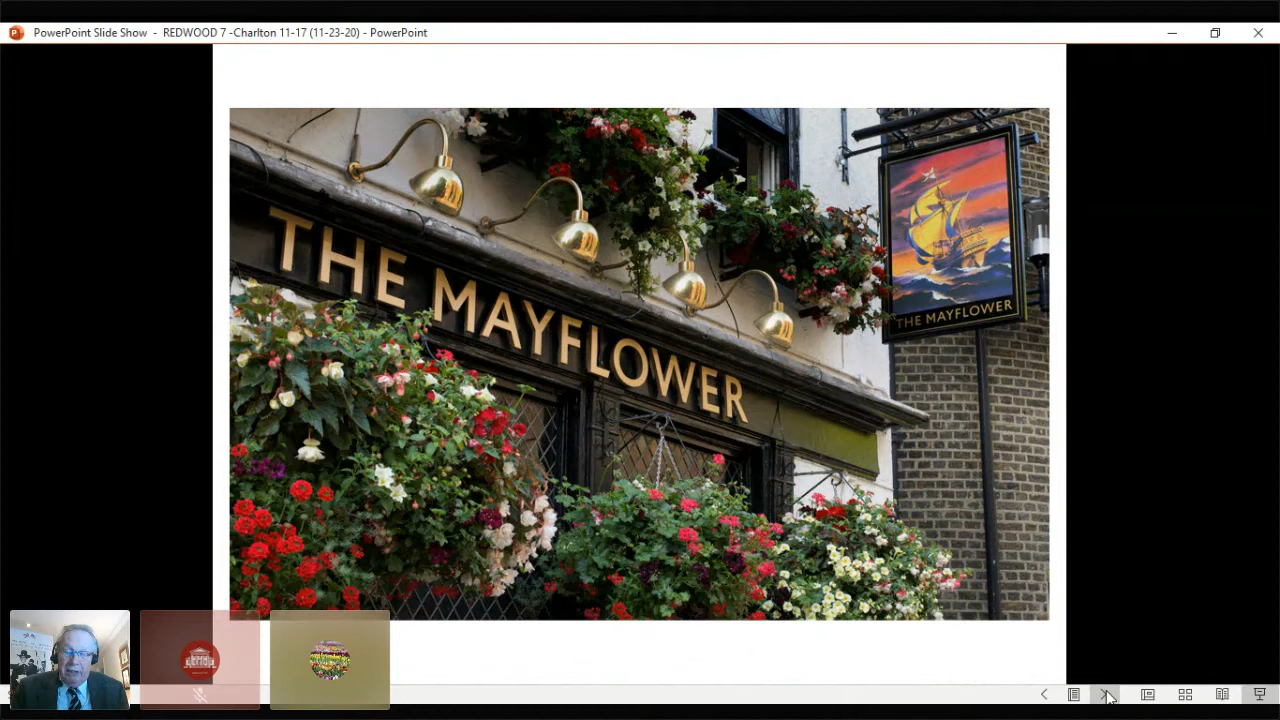 PowerPoint Slide Show - REDWOOD 7 -Charlton 11-17 (11-23-20) - PowerPoint
THE MAYFLOWER
THE MAYFLOWER